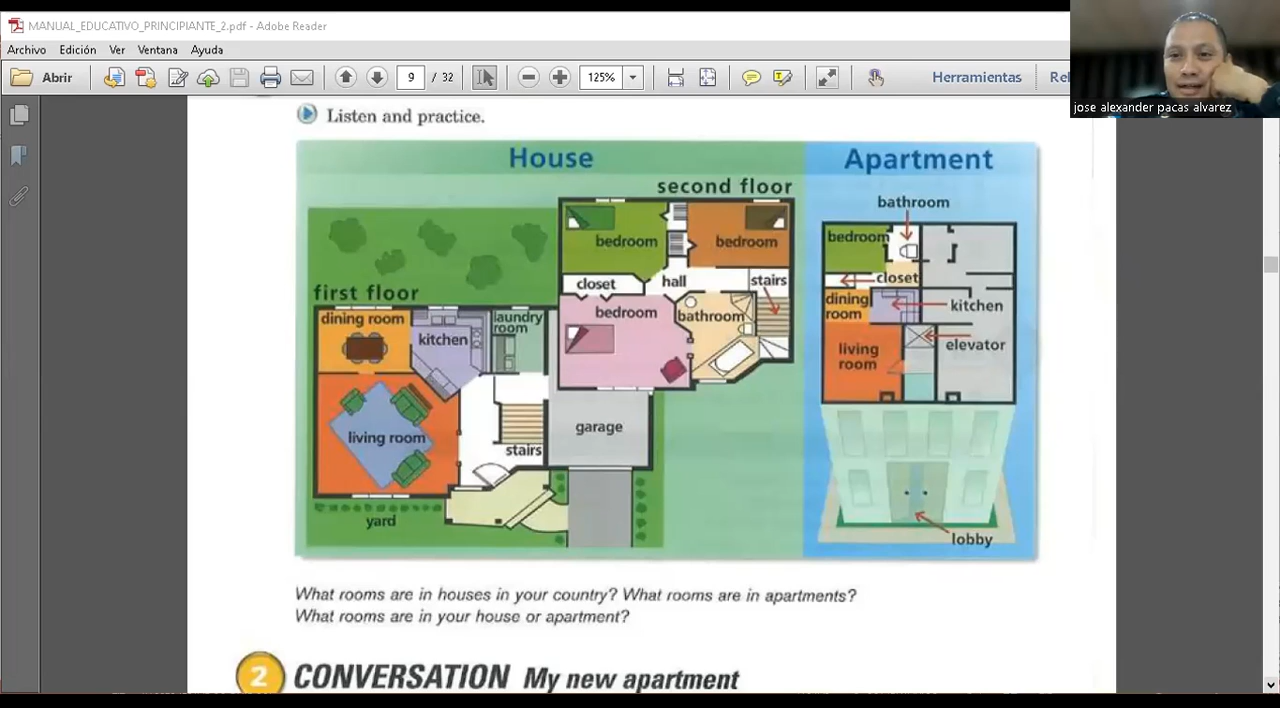 MANUAL_EDUCATIVO_PRINCIPIANTE_2.pdf - Adobe Reader
Archivo Edición Ver Ventana Ayuda
Abrir 9 / 32 125% Herramientas
jose alexander pacas alvarez
Listen and practice.
House
Apartment
second floor
bedroom
bedroom
closet
hall
stairs
bedroom
bathroom
first floor
dining room
kitchen
laundry
room
living room
stairs
garage
yard
bathroom
bedroom
closet
dining
room
kitchen
elevator
living
room
lobby
What rooms are in houses in your country? What rooms are in apartments?
What rooms are in your house or apartment?
2 CONVERSATION My new apartment